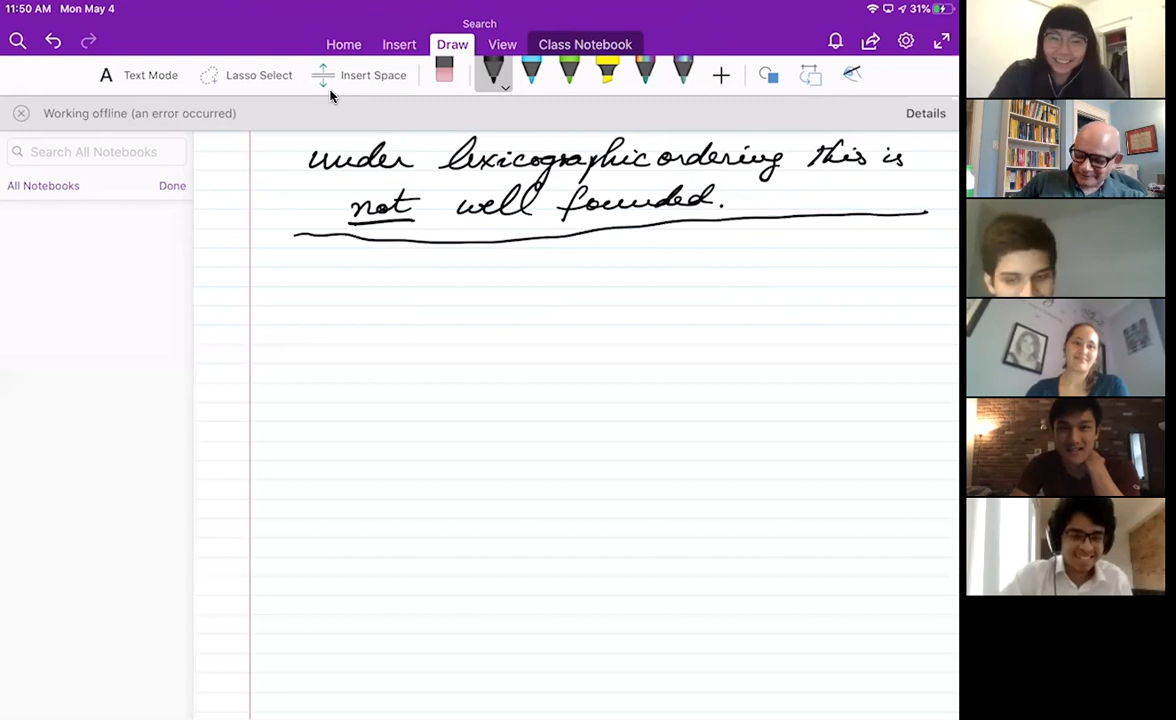 11:50 AM Mon May 4
31%
Search
Home Insert Draw View Class Notebook
A Text Mode Lasso Select Insert Space
Working offline (an error occurred) Details
Search All Notebooks
All Notebooks Done
under lexicographic ordering this is
not well founded.